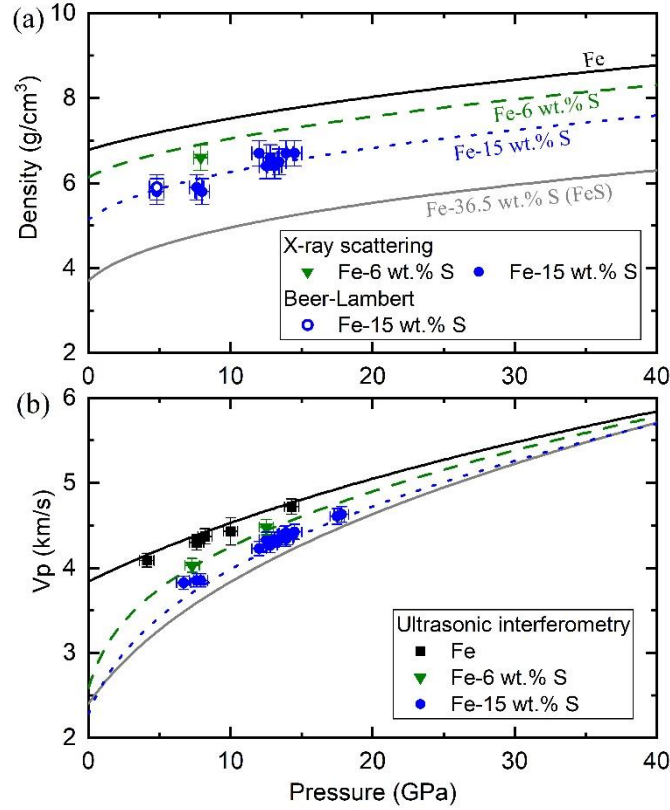 (a)
10
8
6
4
2
Density (g/cm³)
Fe
Fe-6 wt.% S
Fe-15 wt.% S
Fe-36.5 wt.% S (FeS)
X-ray scattering
Fe-6 wt.% S Fe-15 wt.% S
Beer-Lambert
Fe-15 wt.% S
0 10 20 30 40
(b)
6
5
4
3
2
Vp (km/s)
Ultrasonic interferometry
Fe
Fe-6 wt.% S
Fe-15 wt.% S
0 10 20 30 40
Pressure (GPa)